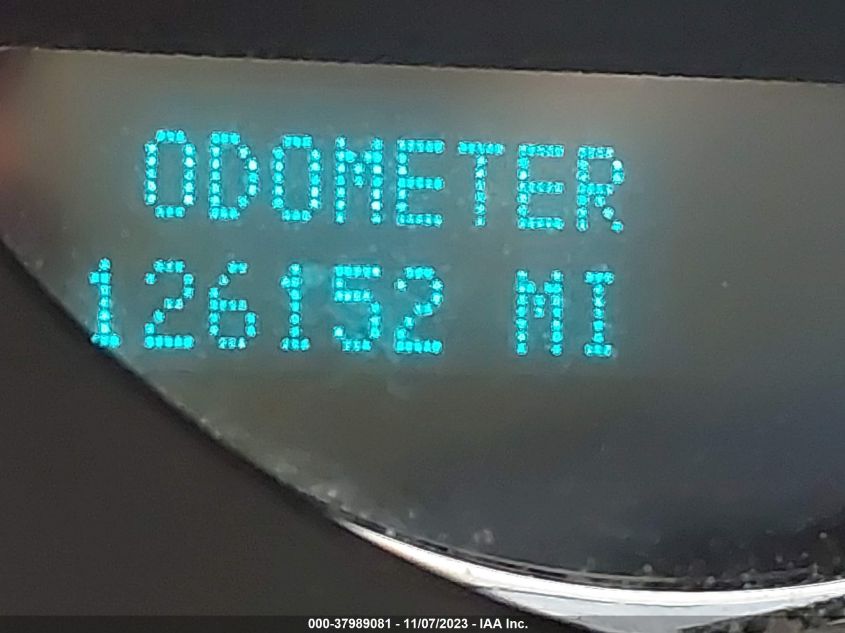 ODOMETER
126152 MI
000-37989081 - 11/07/2023 - IAA Inc.